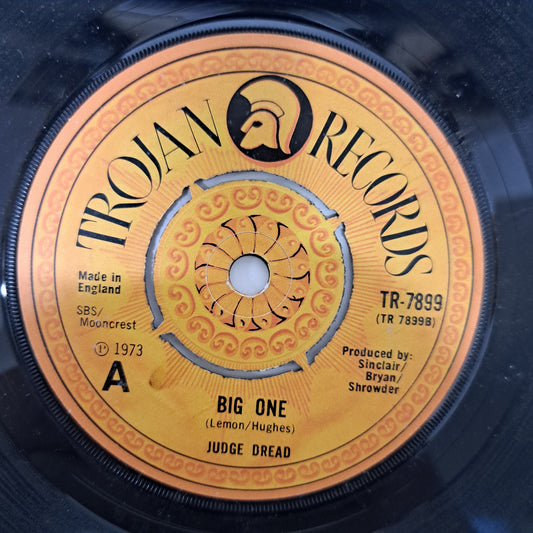 TROJAN RECORDS
Made in
England
SBS/
Mooncrest
℗ 1973
A
TR-7899
(TR 7899B)
Produced by:
Sinclair/
Bryan/
Shrowder
BIG ONE
(Lemon/Hughes)
JUDGE DREAD